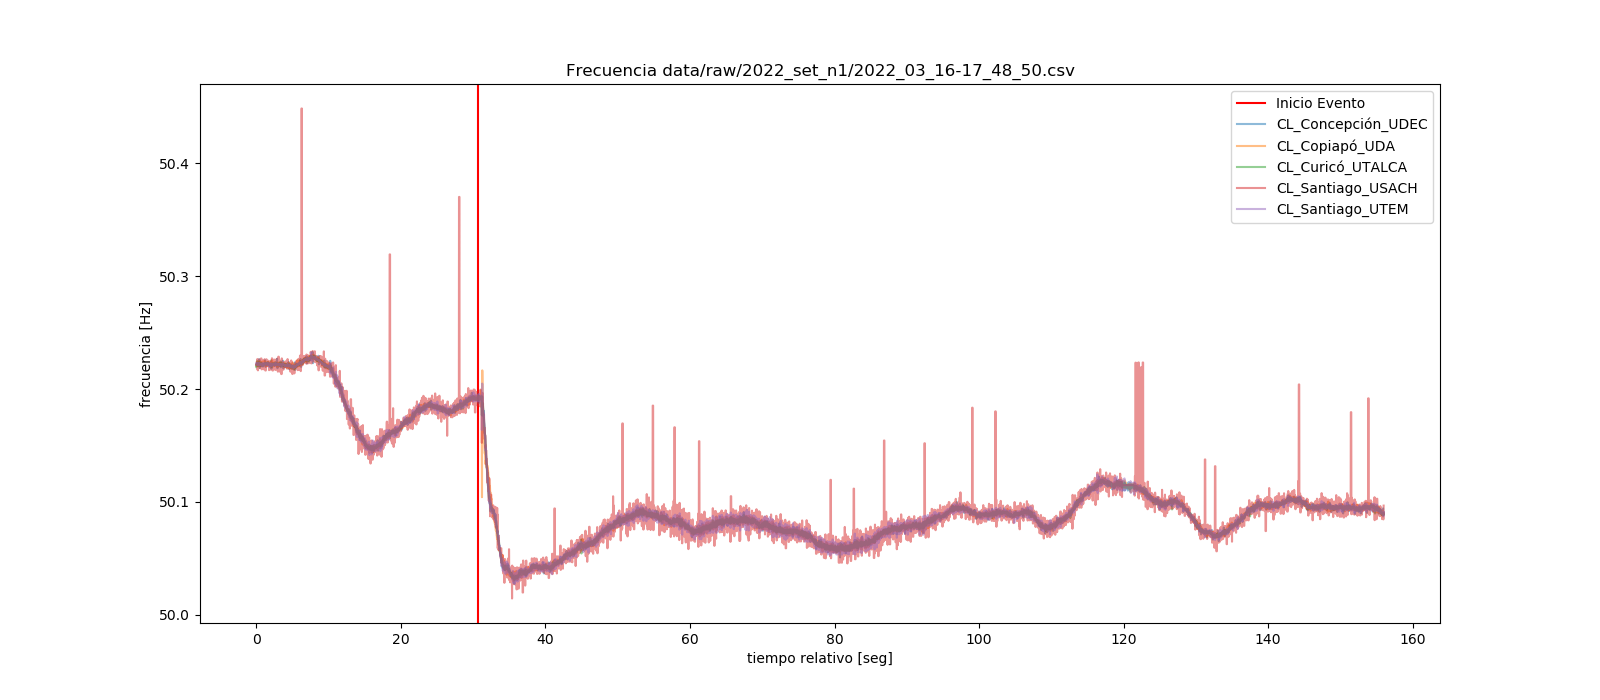 Frecuencia data/raw/2022_set_n1/2022_03_16-17_48_50.csv
Inicio Evento
CL_Concepción_UDEC
CL_Copiapó_UDA
CL_Curicó_UTALCA
CL_Santiago_USACH
CL_Santiago_UTEM
frecuencia [Hz]
50.4
50.3
50.2
50.1
50.0
0 20 40 60 80 100 120 140 160
tiempo relativo [seg]